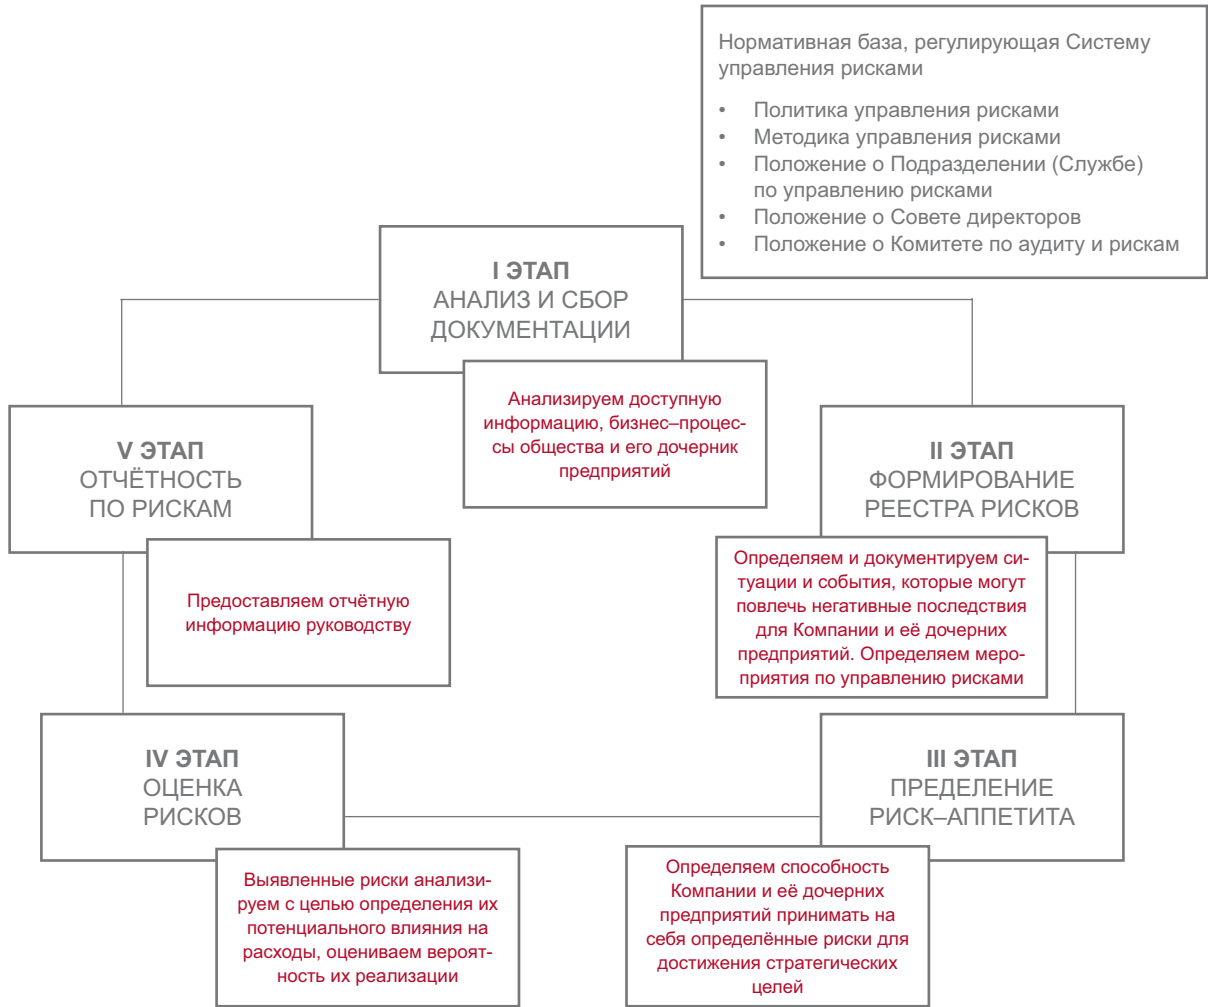 Нормативная база, регулирующая Систему
управления рисками
• Политика управления рисками
• Методика управления рисками
• Положение о Подразделении (Службе)
по управлению рисками
• Положение о Совете директоров
• Положение о Комитете по аудиту и рискам
I ЭТАП
АНАЛИЗ И СБОР
ДОКУМЕНТАЦИИ
Анализируем доступную
информацию, бизнес–процес-
сы общества и его дочерник
предприятий
II ЭТАП
ФОРМИРОВАНИЕ
РЕЕСТРА РИСКОВ
Определяем и документируем си-
туации и события, которые могут
повлечь негативные последствия
для Компании и её дочерних
предприятий. Определяем меро-
приятия по управлению рисками
III ЭТАП
ПРЕДЕЛЕНИЕ
РИСК–АППЕТИТА
Определяем способность
Компании и её дочерних
предприятий принимать на
себя определённые риски для
достижения стратегических
целей
IV ЭТАП
ОЦЕНКА
РИСКОВ
Выявленные риски анализи-
руем с целью определения их
потенциального влияния на
расходы, оцениваем вероят-
ность их реализации
V ЭТАП
ОТЧЁТНОСТЬ
ПО РИСКАМ
Предоставляем отчётную
информацию руководству